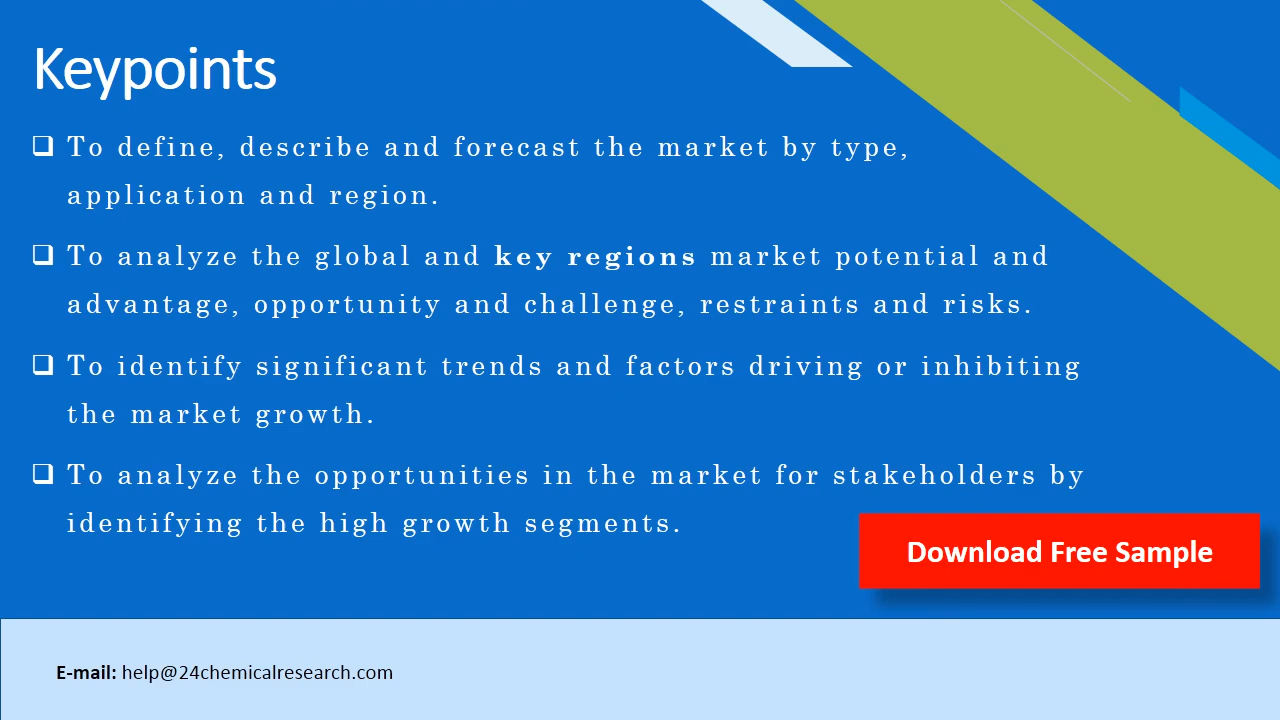 Keypoints
❑ To define, describe and forecast the market by type,
application and region.
❑ To analyze the global and key regions market potential and
advantage, opportunity and challenge, restraints and risks.
❑ To identify significant trends and factors driving or inhibiting
the market growth.
❑ To analyze the opportunities in the market for stakeholders by
identifying the high growth segments.
Download Free Sample
E-mail: help@24chemicalresearch.com